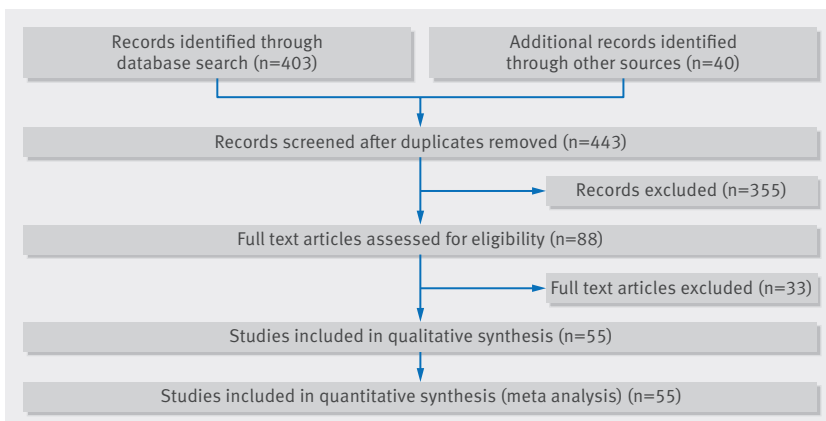 Records identified through
database search (n=403)
Additional records identified
through other sources (n=40)
Records screened after duplicates removed (n=443)
Records excluded (n=355)
Full text articles assessed for eligibility (n=88)
Full text articles excluded (n=33)
Studies included in qualitative synthesis (n=55)
Studies included in quantitative synthesis (meta analysis) (n=55)